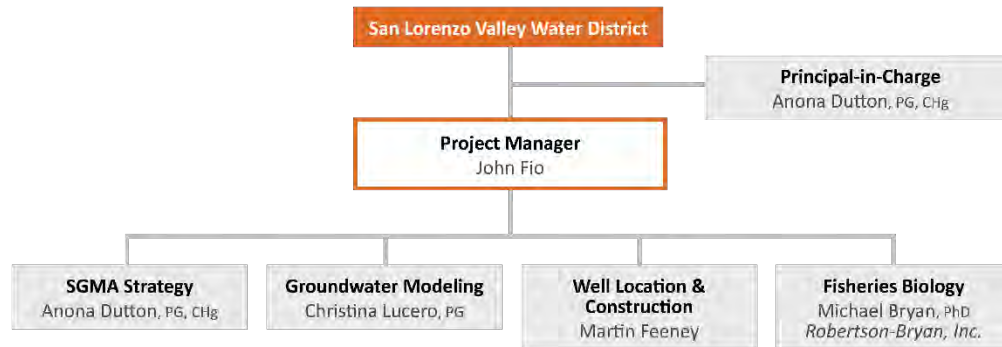 San Lorenzo Valley Water District
Principal-in-Charge
Anona Dutton, PG, CHg
Project Manager
John Fio
SGMA Strategy
Anona Dutton, PG, CHg
Groundwater Modeling
Christina Lucero, PG
Well Location &
Construction
Martin Feeney
Fisheries Biology
Michael Bryan, PhD
Robertson-Bryan, Inc.